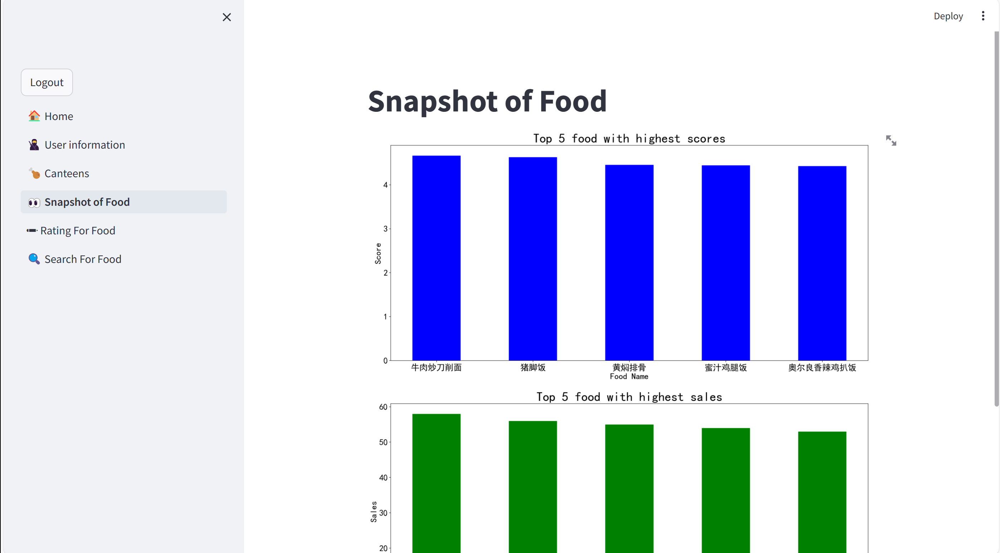 Deploy
Logout
Home
User information
Canteens
Snapshot of Food
Rating For Food
Search For Food
Snapshot of Food
Top 5 food with highest scores
4
3
2
1
0
Score
牛肉炒刀削面 猪脚饭 黄焖排骨 蜜汁鸡腿饭 奥尔良香辣鸡扒饭
Food Name
Top 5 food with highest sales
60
50
40
30
20
Sales